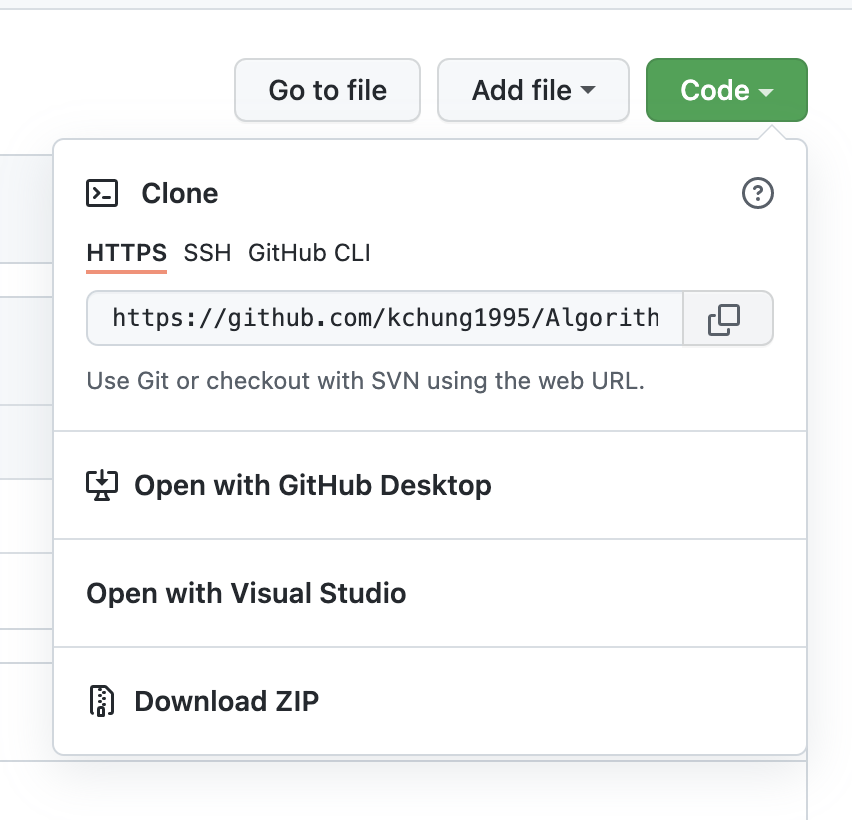 Go to file Add file Code
Clone
HTTPS SSH GitHub CLI
https://github.com/kchung1995/Algorith
Use Git or checkout with SVN using the web URL.
Open with GitHub Desktop
Open with Visual Studio
Download ZIP